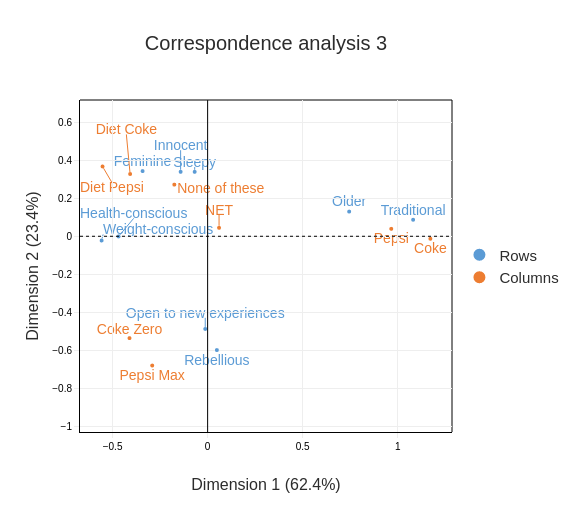 Correspondence analysis 3
0.6
Diet Coke
Innocent
0.4
Feminine
Sleepy
Diet Pepsi
None of these
0.2
Older
Health-conscious
NET
Traditional
Weight-conscious
0
Pepsi
Coke
Rows
−0.2
Columns
−0.4
Open to new experiences
Coke Zero
−0.6
Rebellious
Pepsi Max
−0.8
−1
−0.5
0
0.5
1
Dimension 1 (62.4%)
Dimension 2 (23.4%)